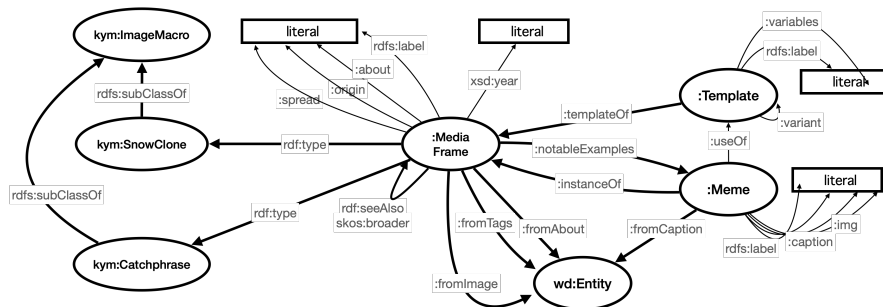 kym:ImageMacro
literal
literal
:variables
rdfs:label
rdfs:label
:about
:origin
:spread
xsd:year
rdfs:subClassOf
:Template
literal
:templateOf
:variant
kym:SnowClone
rdf:type
:Media
Frame
:notableExamples
:useOf
:instanceOf
:Meme
literal
rdfs:subClassOf
rdf:type
rdf:seeAlso
skos:broader
:fromTags
:fromAbout
:fromCaption
:img
:caption
rdfs:label
kym:Catchphrase
:fromImage
wd:Entity